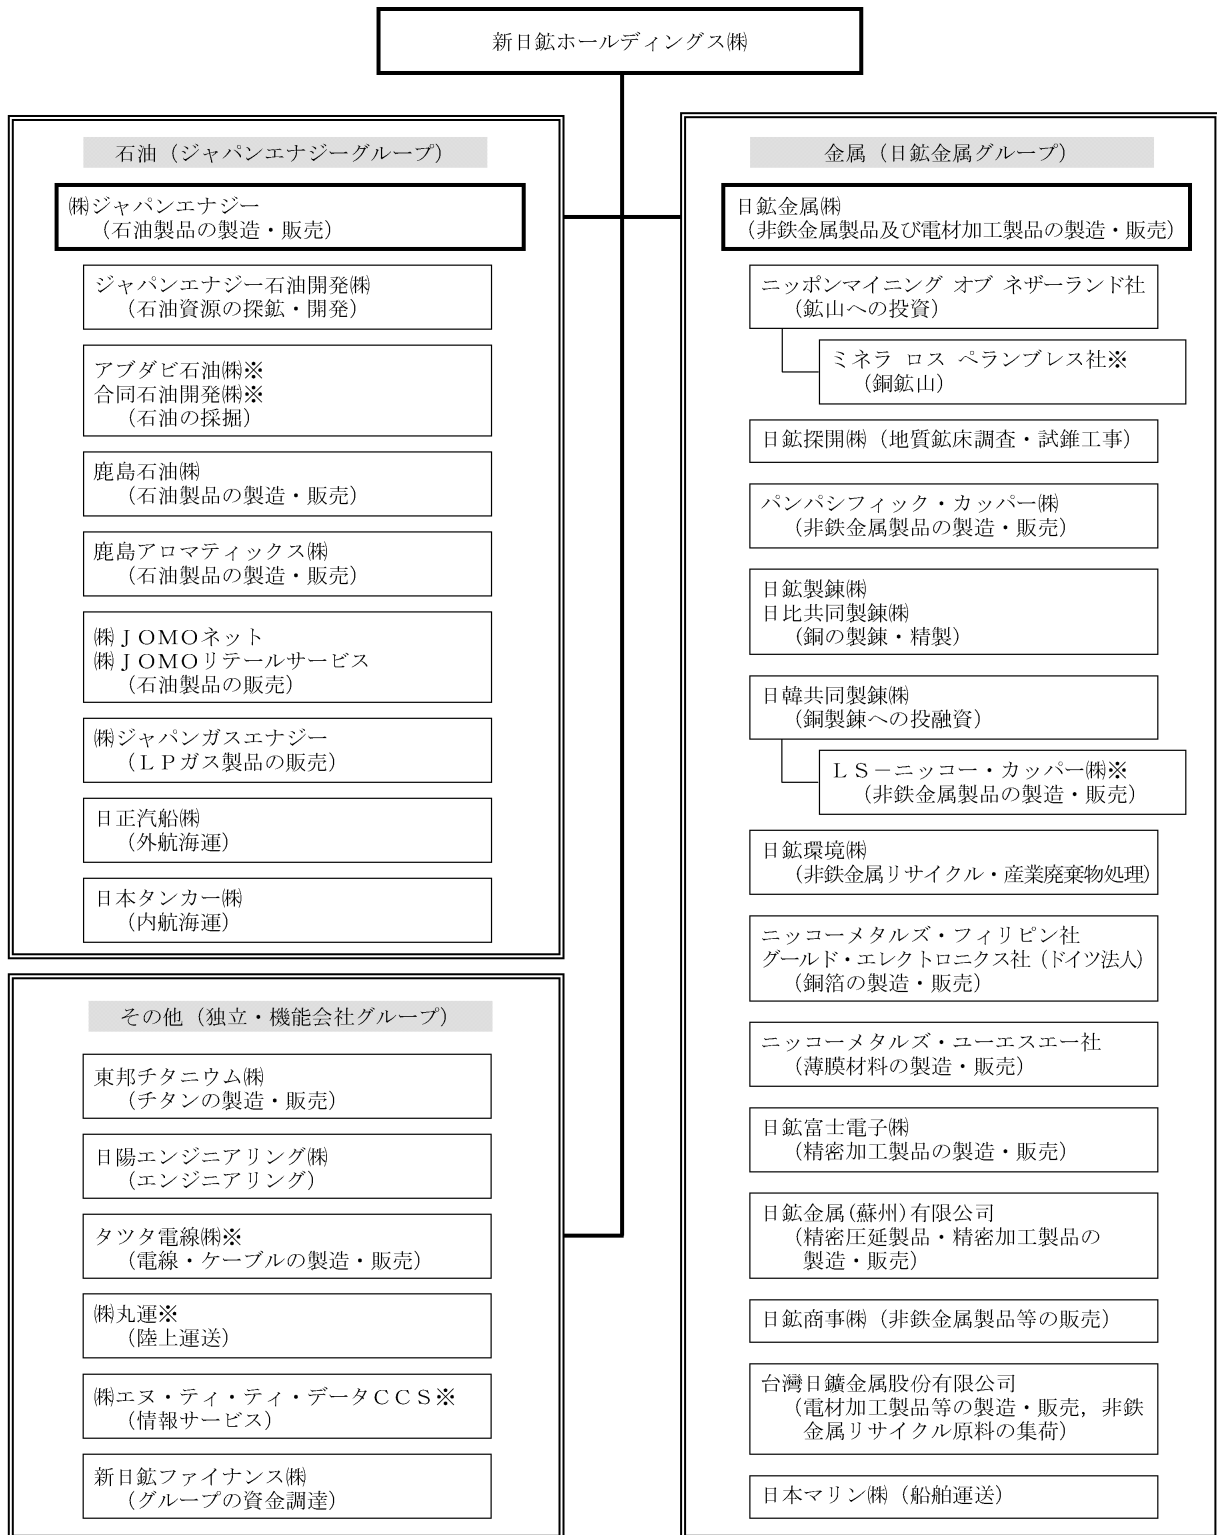 新日鉱ホールディングス㈱
石油（ジャパンエナジーグループ）
㈱ジャパンエナジー
（石油製品の製造・販売）
ジャパンエナジー石油開発㈱
（石油資源の探鉱・開発）
アブダビ石油㈱※
合同石油開発㈱※
（石油の採掘）
鹿島石油㈱
（石油製品の製造・販売）
鹿島アロマティックス㈱
（石油製品の製造・販売）
㈱ＪＯＭＯネット
㈱ＪＯＭＯリテールサービス
（石油製品の販売）
㈱ジャパンガスエナジー
（ＬＰガス製品の販売）
日正汽船㈱
（外航海運）
日本タンカー㈱
（内航海運）
その他（独立・機能会社グループ）
東邦チタニウム㈱
（チタンの製造・販売）
日陽エンジニアリング㈱
（エンジニアリング）
タツタ電線㈱※
（電線・ケーブルの製造・販売）
㈱丸運※
（陸上運送）
㈱エヌ・ティ・ティ・データＣＣＳ※
（情報サービス）
新日鉱ファイナンス㈱
（グループの資金調達）
金属（日鉱金属グループ）
日鉱金属㈱
（非鉄金属製品及び電材加工製品の製造・販売）
ニッポンマイニング オブ ネザーランド社
（鉱山への投資）
ミネラ ロス ペランブレス社※
（銅鉱山）
日鉱探開㈱（地質鉱床調査・試錐工事）
パンパシフィック・カッパー㈱
（非鉄金属製品の製造・販売）
日鉱製錬㈱
日比共同製錬㈱
（銅の製錬・精製）
日韓共同製錬㈱
（銅製錬への投融資）
ＬＳ－ニッコー・カッパー㈱※
（非鉄金属製品の製造・販売）
日鉱環境㈱
（非鉄金属リサイクル・産業廃棄物処理）
ニッコーメタルズ・フィリピン社
グールド・エレクトロニクス社（ドイツ法人）
（銅箔の製造・販売）
ニッコーメタルズ・ユーエスエー社
（薄膜材料の製造・販売）
日鉱富士電子㈱
（精密加工製品の製造・販売）
日鉱金属(蘇州)有限公司
（精密圧延製品・精密加工製品の
製造・販売）
日鉱商事㈱（非鉄金属製品等の販売）
台灣日鑛金属股份有限公司
（電材加工製品等の製造・販売，非鉄
金属リサイクル原料の集荷）
日本マリン㈱（船舶運送）